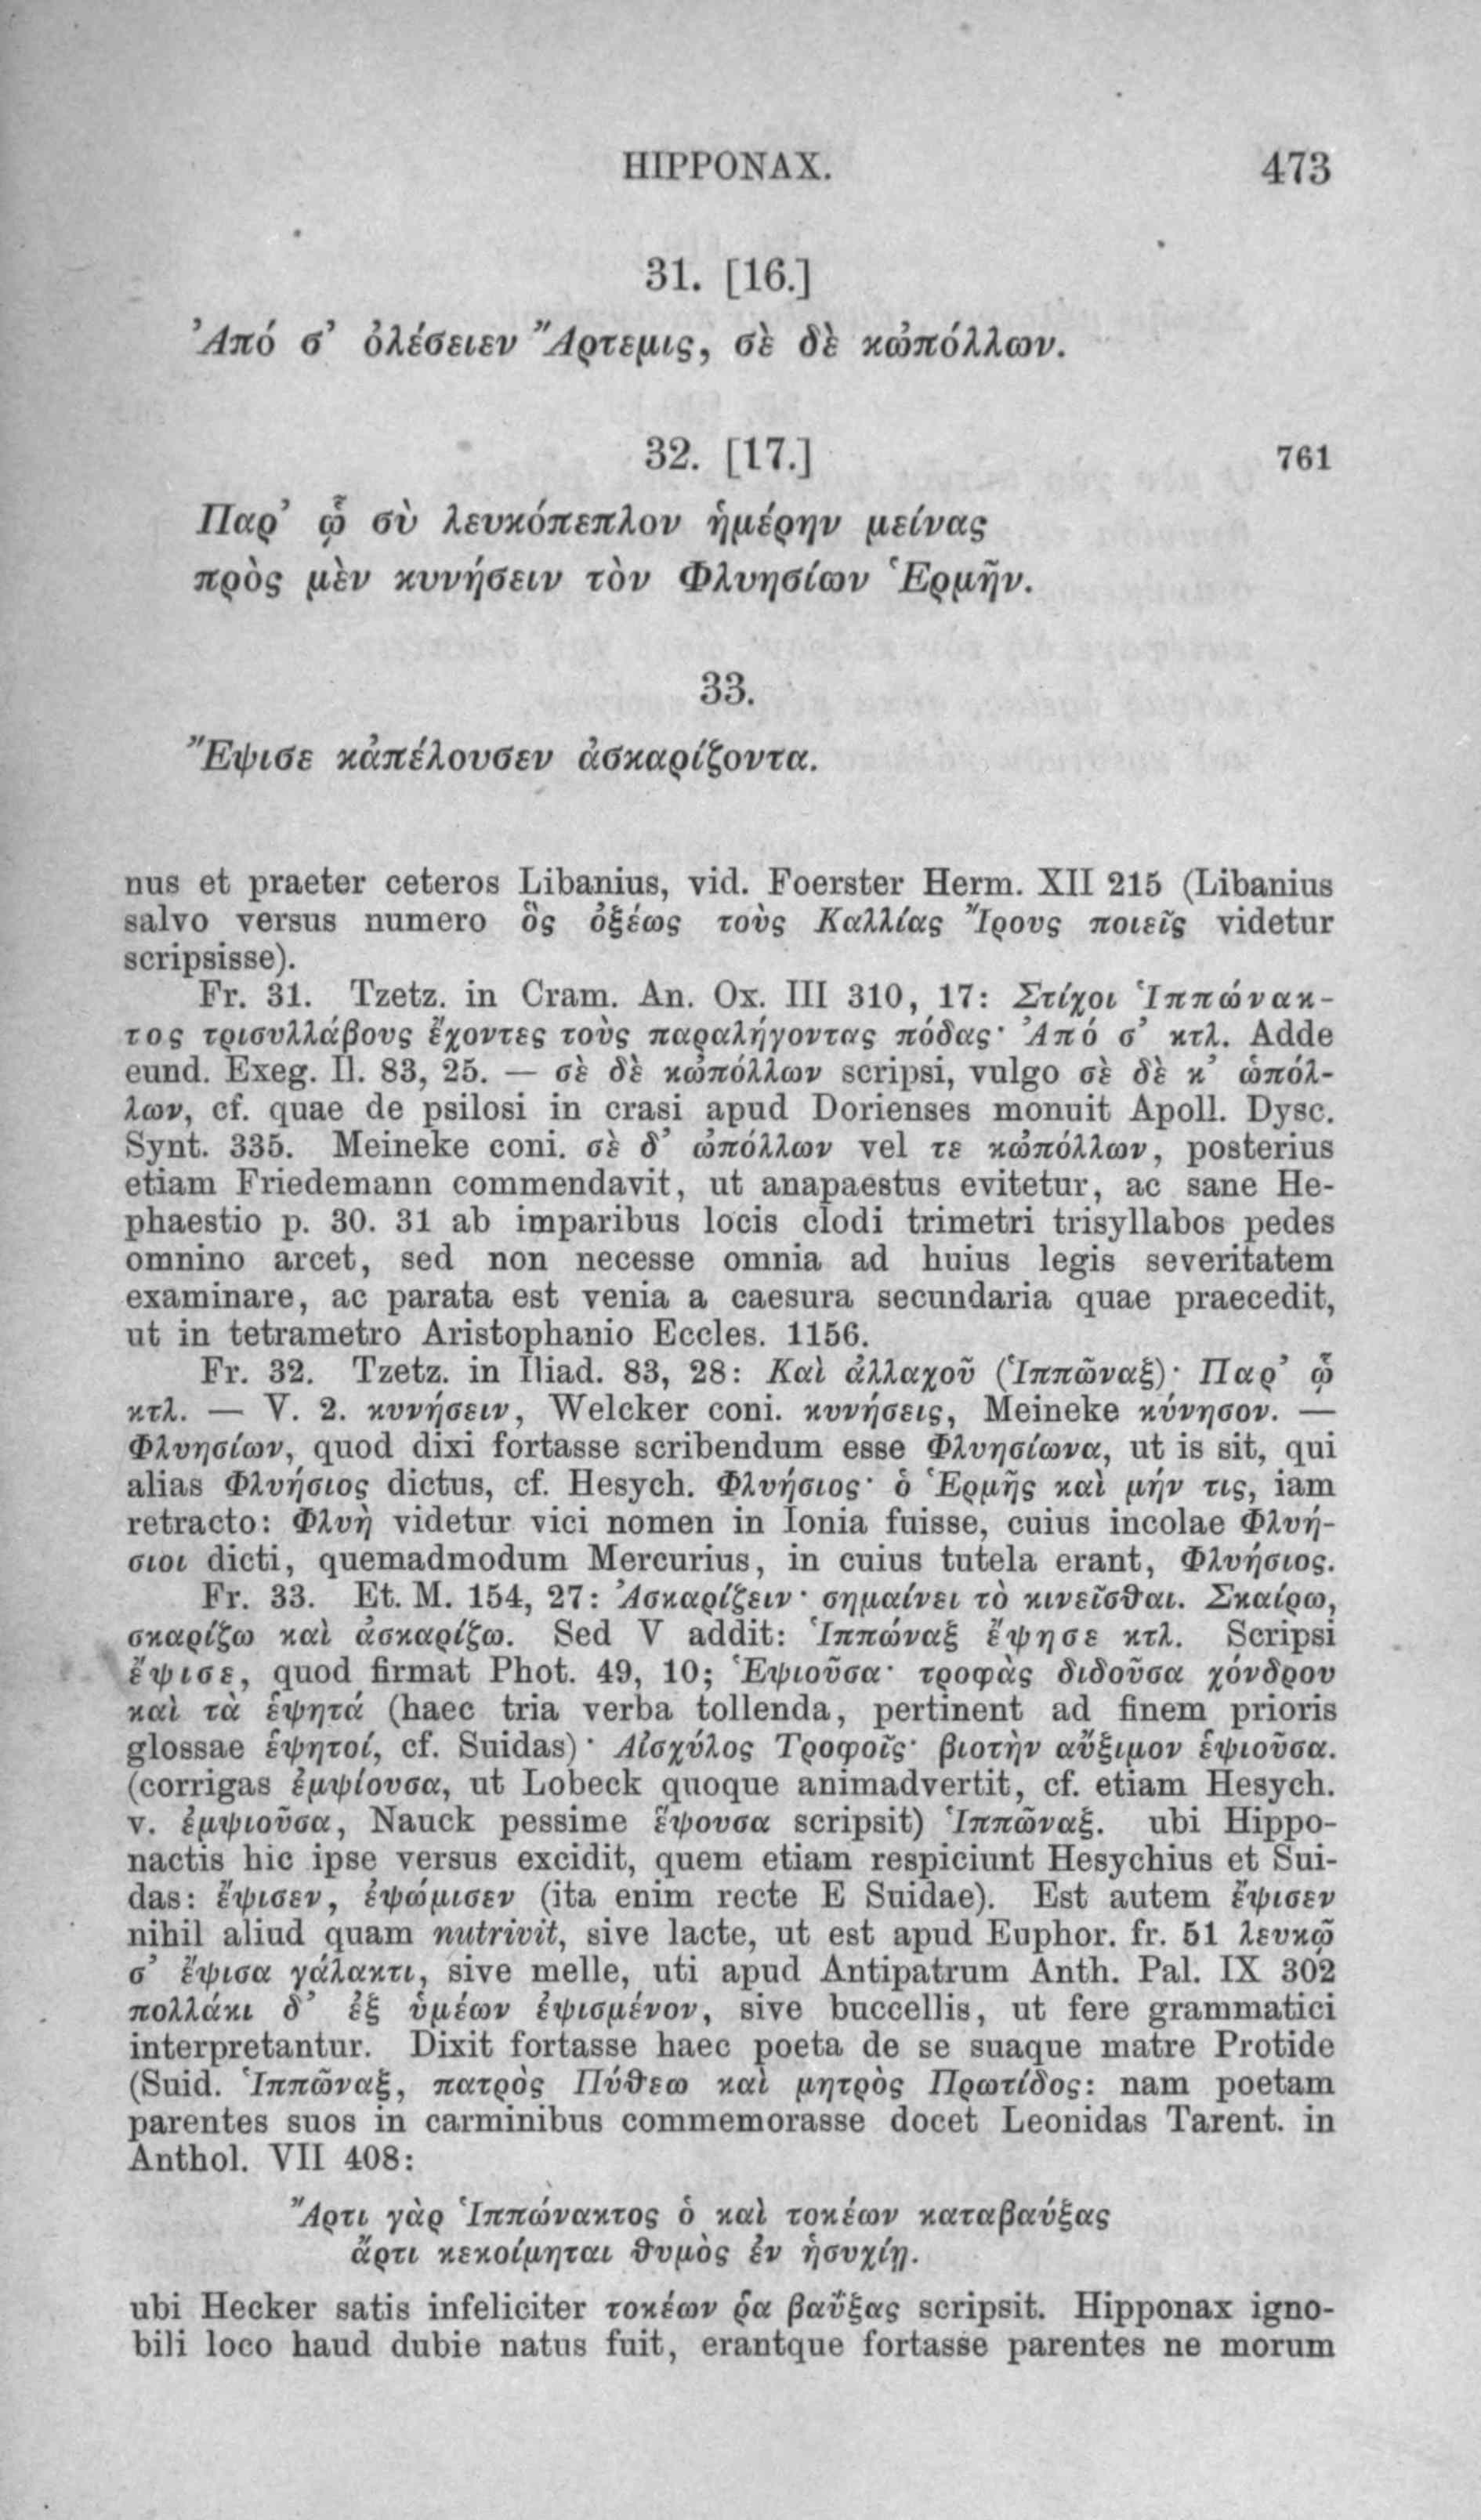 HIPPONAX. 473
31. [16.]
Ἀπό σ᾽ ὀλέσειεν Ἄρτεμις, σὲ δὲ κὠπόλλων.
32. [17.] 761
Παρ᾽ ᾧ σὺ λευκόπεπλον ἡμέρην μείνας
πρὸς μὲν κυνήσειν τὸν Φλυησίων Ἑρμῆν.
33.
Ἔψισε κἀπέλουσεν ἀσκαρίζοντα.
nus et praeter ceteros Libanius, vid. Foerster Herm. XII 215 (Libanius
salvo versus numero ὃς ὀξέως τοὺς Καλλίας Ἴρους ποιεῖς videtur
scripsisse).
Fr. 31. Tzetz. in Cram. An. Ox. III 310, 17: Στίχοι Ἱππώνακ-
τος τρισυλλάβους ἔχοντες τοὺς παραλήγοντας πόδας· Ἀπό σ᾽ κτλ. Adde
eund. Exeg. Il. 83, 25. — σὲ δὲ κὠπόλλων scripsi, vulgo σὲ δὲ κ᾽ ὡπόλ-
λων, cf. quae de psilosi in crasi apud Dorienses monuit Apoll. Dysc.
Synt. 335. Meineke coni. σὲ δ᾽ ὠπόλλων vel τε κὠπόλλων, posterius
etiam Friedemann commendavit, ut anapaestus evitetur, ac sane He-
phaestio p. 30. 31 ab imparibus locis clodi trimetri trisyllabos pedes
omnino arcet, sed non necesse omnia ad huius legis severitatem
examinare, ac parata est venia a caesura secundaria quae praecedit,
ut in tetrametro Aristophanio Eccles. 1156.
Fr. 32. Tzetz. in Iliad. 83, 28: Καὶ ἀλλαχοῦ (Ἱππῶναξ)· Παρ᾽ ᾧ
κτλ. — V. 2. κυνήσειν, Welcker coni. κυνήσεις, Meineke κύνησον. —
Φλυησίων, quod dixi fortasse scribendum esse Φλυησίωνα, ut is sit, qui
alias Φλυήσιος dictus, cf. Hesych. Φλυήσιος· ὁ Ἑρμῆς καὶ μήν τις, iam
retracto: Φλυὴ videtur vici nomen in Ionia fuisse, cuius incolae Φλυή-
σιοι dicti, quemadmodum Mercurius, in cuius tutela erant, Φλυήσιος.
Fr. 33. Et. M. 154, 27: Ἀσκαρίζειν· σημαίνει τὸ κινεῖσθαι. Σκαίρω,
σκαρίζω καὶ ἀσκαρίζω. Sed V addit: Ἱππώναξ ἔψησε κτλ. Scripsi
ἔψισε, quod firmat Phot. 49, 10; Ἑψιοῦσα· τροφὰς διδοῦσα χόνδρου
καὶ τὰ ἑψητά (haec tria verba tollenda, pertinent ad finem prioris
glossae ἑψητοί, cf. Suidas)· Αἰσχύλος Τροφοῖς· βιοτὴν αὔξιμον ἑψιοῦσα.
(corrigas ἐμψίουσα, ut Lobeck quoque animadvertit, cf. etiam Hesych.
v. ἐμψιοῦσα, Nauck pessime ἕψουσα scripsit) Ἱππῶναξ. ubi Hippo-
nactis hic ipse versus excidit, quem etiam respiciunt Hesychius et Sui-
das: ἔψισεν, ἐψώμισεν (ita enim recte E Suidae). Est autem ἔψισεν
nihil aliud quam nutrivit, sive lacte, ut est apud Euphor. fr. 51 λευκῷ
σ᾽ ἔψισα γάλακτι, sive melle, uti apud Antipatrum Anth. Pal. IX 302
πολλάκι δ᾽ ἐξ ὑμέων ἐψισμένον, sive buccellis, ut fere grammatici
interpretantur. Dixit fortasse haec poeta de se suaque matre Protide
(Suid. Ἱππῶναξ, πατρὸς Πύθεω καὶ μητρὸς Πρωτίδος: nam poetam
parentes suos in carminibus commemorasse docet Leonidas Tarent. in
Anthol. VII 408:
Ἄρτι γὰρ Ἱππώνακτος ὁ καὶ τοκέων καταβαύξας
ἄρτι κεκοίμηται θυμὸς ἐν ἡσυχίῃ.
ubi Hecker satis infeliciter τοκέων ῥα βαΰξας scripsit. Hipponax igno-
bili loco haud dubie natus fuit, erantque fortasse parentes ne morum